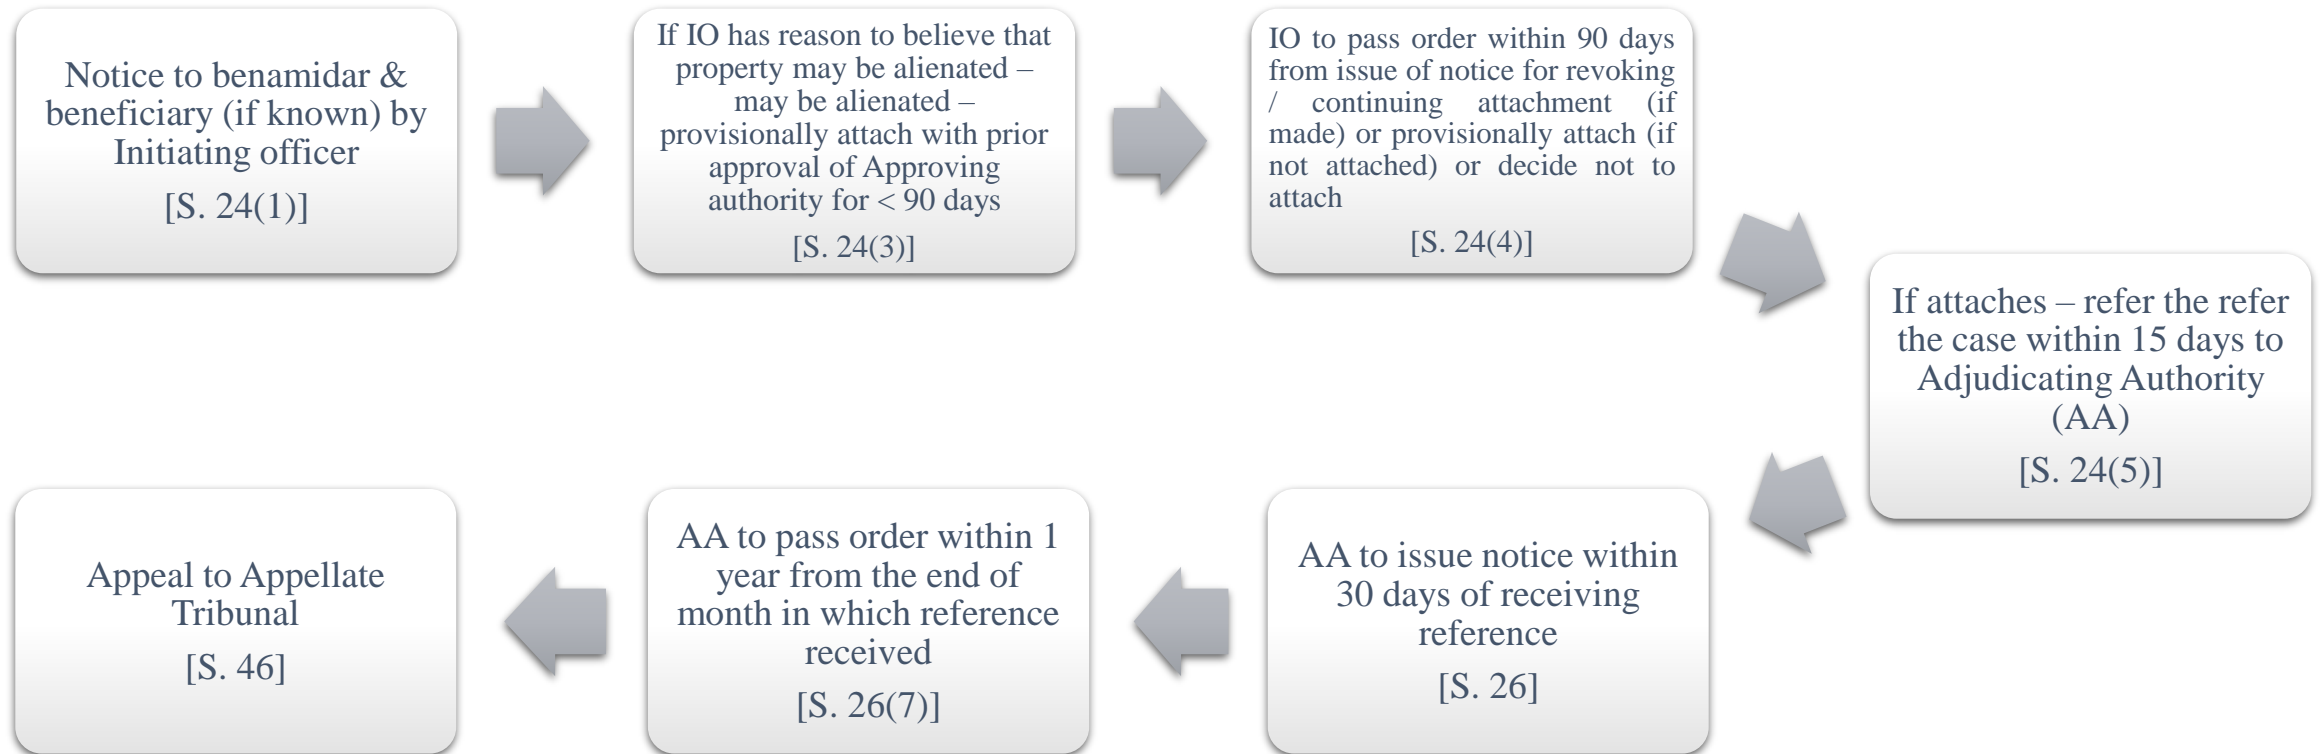 Notice to benamidar &
beneficiary (if known) by
Initiating officer
[S. 24(1)]
If IO has reason to believe that
property may be alienated –
may be alienated –
provisionally attach with prior
approval of Approving
authority for < 90 days
[S. 24(3)]
IO to pass order within 90 days
from issue of notice for revoking
/ continuing attachment (if
made) or provisionally attach (if
not attached) or decide not to
attach
[S. 24(4)]
If attaches – refer the refer
the case within 15 days to
Adjudicating Authority
(AA)
[S. 24(5)]
AA to issue notice within
30 days of receiving
reference
[S. 26]
AA to pass order within 1
year from the end of
month in which reference
received
[S. 26(7)]
Appeal to Appellate
Tribunal
[S. 46]